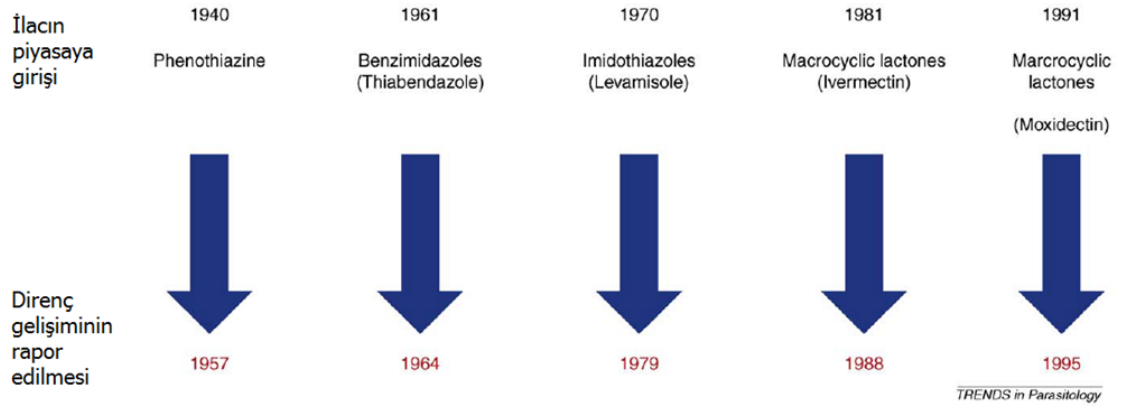 İlacın
piyasaya
girişi
1940
1961
1970
1981
1991
Phenothiazine
Benzimidazoles
(Thiabendazole)
Imidothiazoles
(Levamisole)
Macrocyclic lactones
(Ivermectin)
Marcrocyclic
lactones
(Moxidectin)
Direnç
gelişiminin
rapor
edilmesi
1957
1964
1979
1988
1995
TRENDS in Parasitology